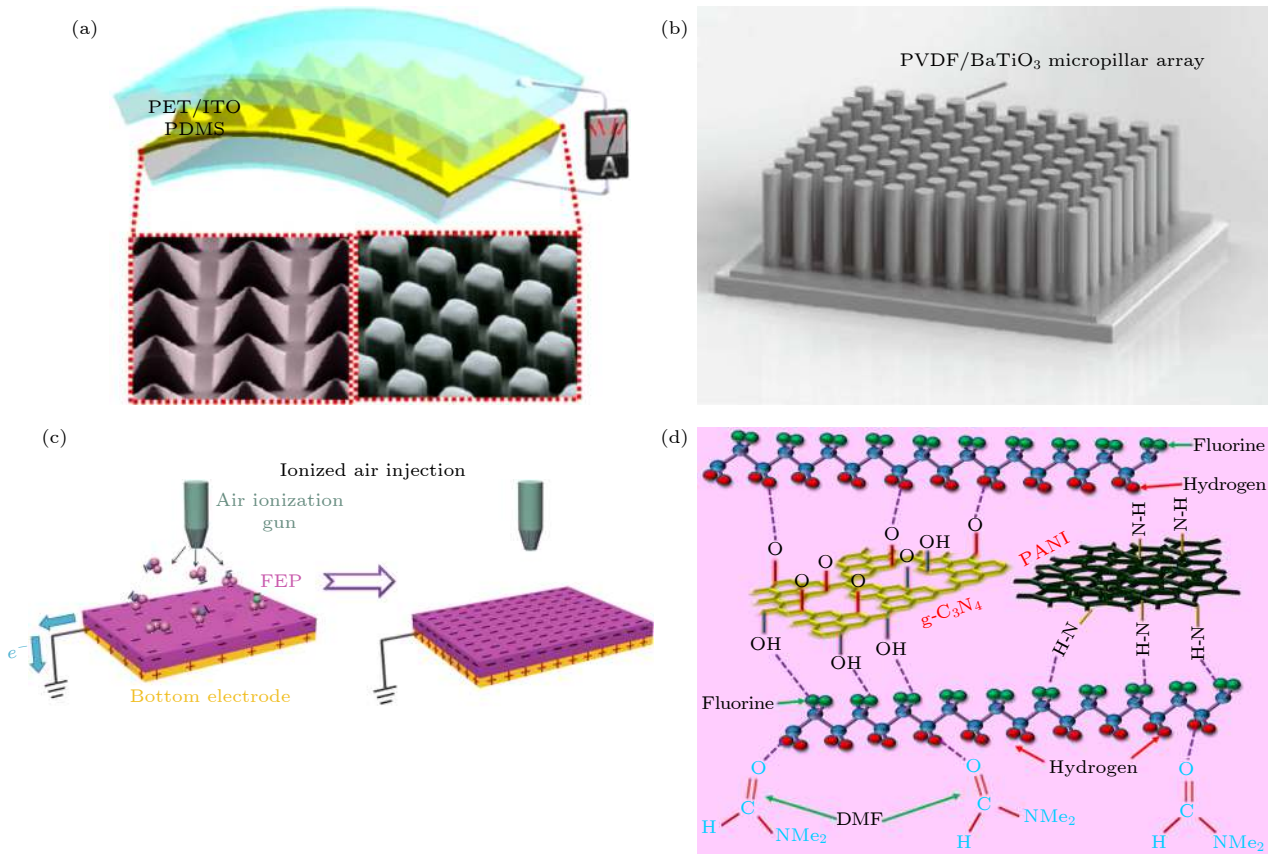 (a)
PET/ITO
PDMS
A
(b)
PVDF/BaTiO₃ micropillar array
(c)
Ionized air injection
Air ionization
gun
FEP
e⁻
Bottom electrode
(d)
Fluorine
Hydrogen
N-H
N-H
O
O
O
OH
O
O
O
PANI
g-C₃N₄
OH
OH
OH
H-N
H-N
H-N
Fluorine
Hydrogen
O
O
O
C
C
C
DMF
H
NMe₂
H
NMe₂
H
NMe₂